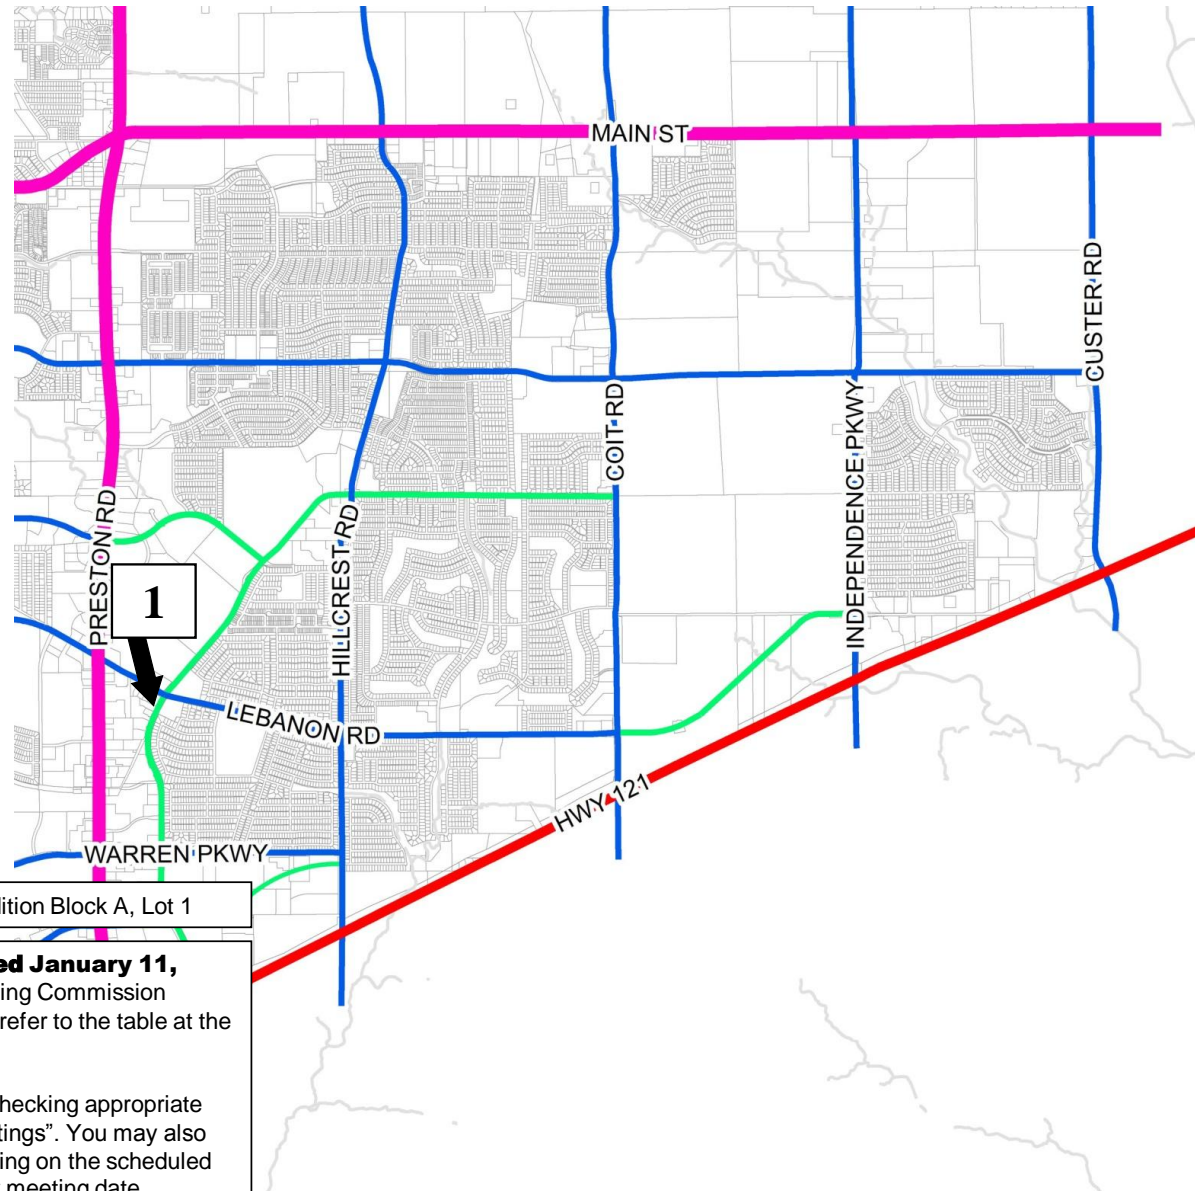 MAIN ST
CUSTER RD
COIT RD
INDEPENDENCE PKWY
PRESTON RD
HILLCREST RD
1
LEBANON RD
HWY 121
WARREN PKWY
dition Block A, Lot 1
ed January 11,
ing Commission
refer to the table at the
hecking appropriate
tings”. You may also
ing on the scheduled
meeting date